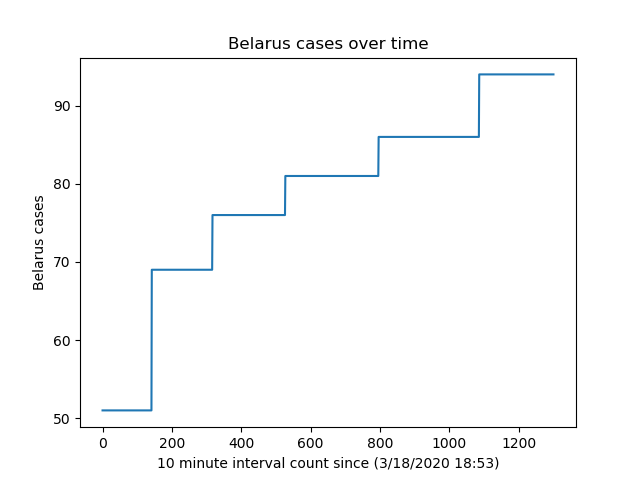 Belarus cases over time
90
80
70
60
50
Belarus cases
0 200 400 600 800 1000 1200
10 minute interval count since (3/18/2020 18:53)